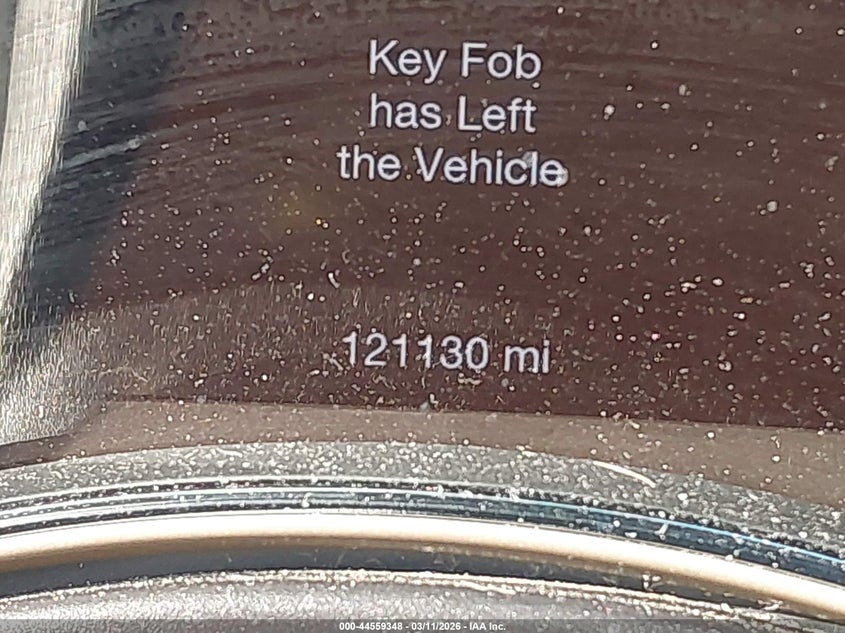 Key Fob
has Left
the Vehicle
121130 mi
000-44559348 - 03/11/2026 - IAA Inc.